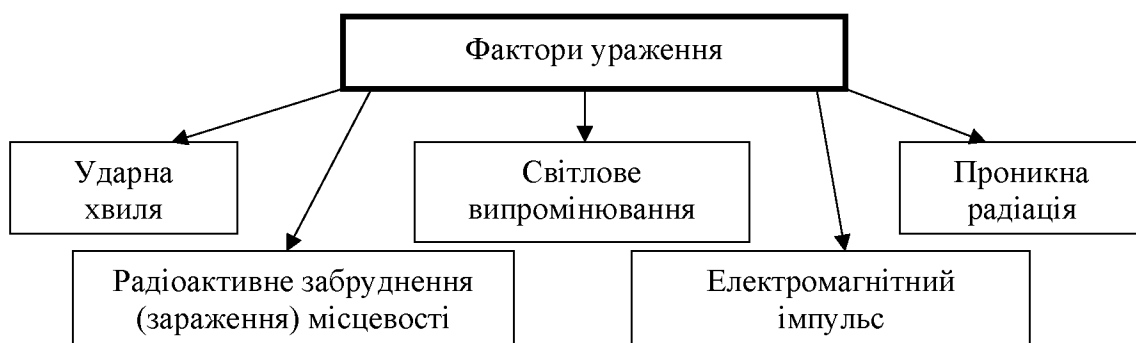 Фактори ураження
Ударна
хвиля
Світлове
випромінювання
Проникна
радіація
Радіоактивне забруднення
(зараження) місцевості
Електромагнітний
імпульс